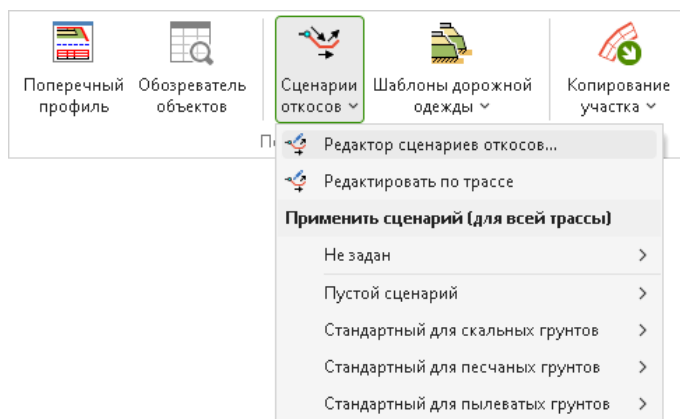 Поперечный
профиль
Обозреватель
объектов
Сценарии
откосов
Шаблоны дорожной
одежды
Копирование
участка
Редактор сценариев откосов...
Редактировать по трассе
Применить сценарий (для всей трассы)
Не задан
Пустой сценарий
Стандартный для скальных грунтов
Стандартный для песчаных грунтов
Стандартный для пылеватых грунтов